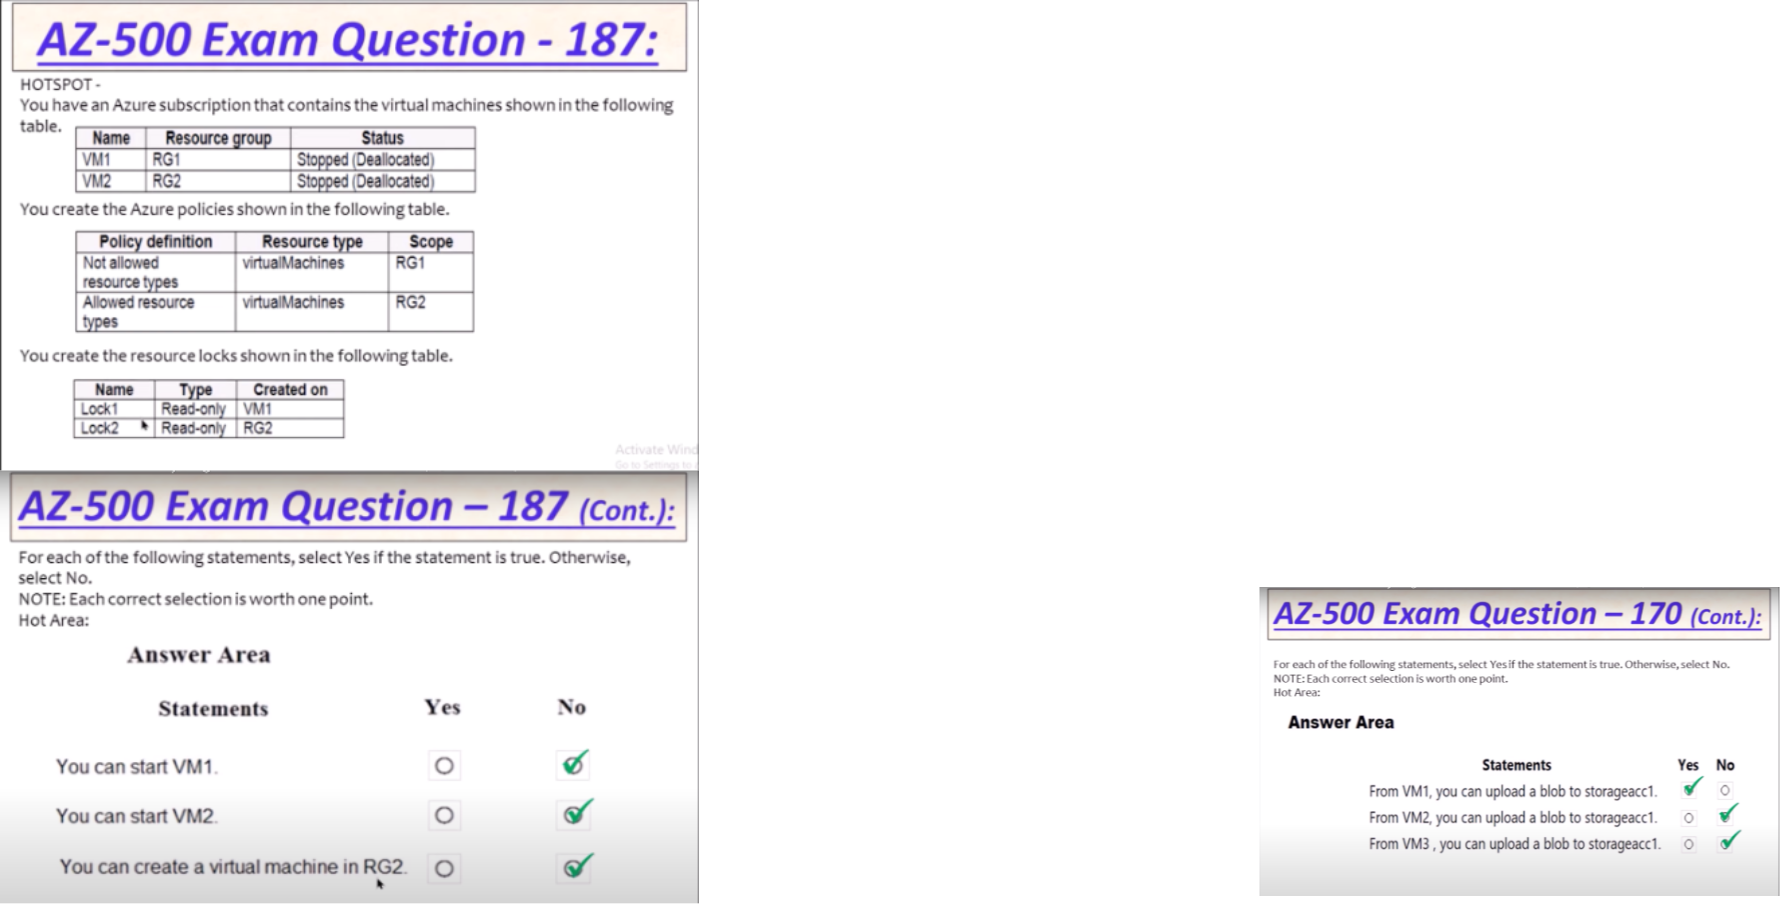 AZ-500 Exam Question - 187:
HOTSPOT -
You have an Azure subscription that contains the virtual machines shown in the following
table.
Name Resource group Status
VM1 RG1 Stopped (Deallocated)
VM2 RG2 Stopped (Deallocated)
You create the Azure policies shown in the following table.
Policy definition Resource type Scope
Not allowed virtualMachines RG1
resource types
Allowed resource virtualMachines RG2
types
You create the resource locks shown in the following table.
Name Type Created on
Lock1 Read-only VM1
Lock2 Read-only RG2
Activate Wind
Go to Settings to
AZ-500 Exam Question – 187 (Cont.):
For each of the following statements, select Yes if the statement is true. Otherwise,
select No.
NOTE: Each correct selection is worth one point.
Hot Area:
Answer Area
Statements Yes No
You can start VM1.
You can start VM2.
You can create a virtual machine in RG2.
AZ-500 Exam Question – 170 (Cont.):
For each of the following statements, select Yes if the statement is true. Otherwise, select No.
NOTE: Each correct selection is worth one point.
Hot Area:
Answer Area
Statements Yes No
From VM1, you can upload a blob to storageacc1.
From VM2, you can upload a blob to storageacc1.
From VM3 , you can upload a blob to storageacc1.